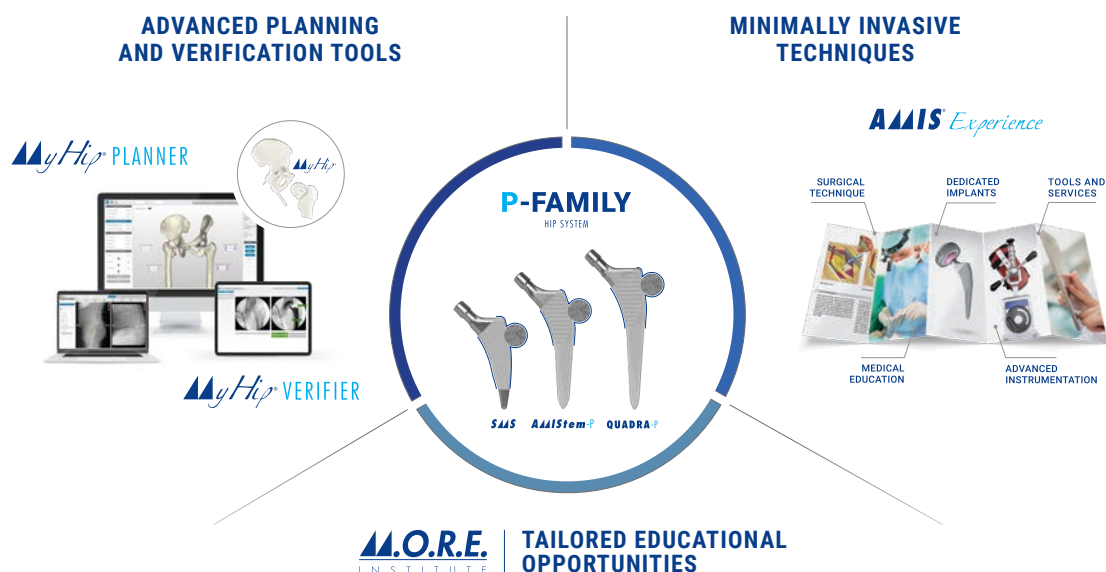 ADVANCED PLANNING
AND VERIFICATION TOOLS
MINIMALLY INVASIVE
TECHNIQUES
MyHip® PLANNER
MyHip®
MyHip® VERIFIER
AMIS® Experience
SURGICAL
TECHNIQUE
DEDICATED
IMPLANTS
TOOLS AND
SERVICES
MEDICAL
EDUCATION
ADVANCED
INSTRUMENTATION
P-FAMILY
HIP SYSTEM
SMS
AMIStem-P
QUADRA-P
M.O.R.E.
INSTITUTE
TAILORED EDUCATIONAL
OPPORTUNITIES